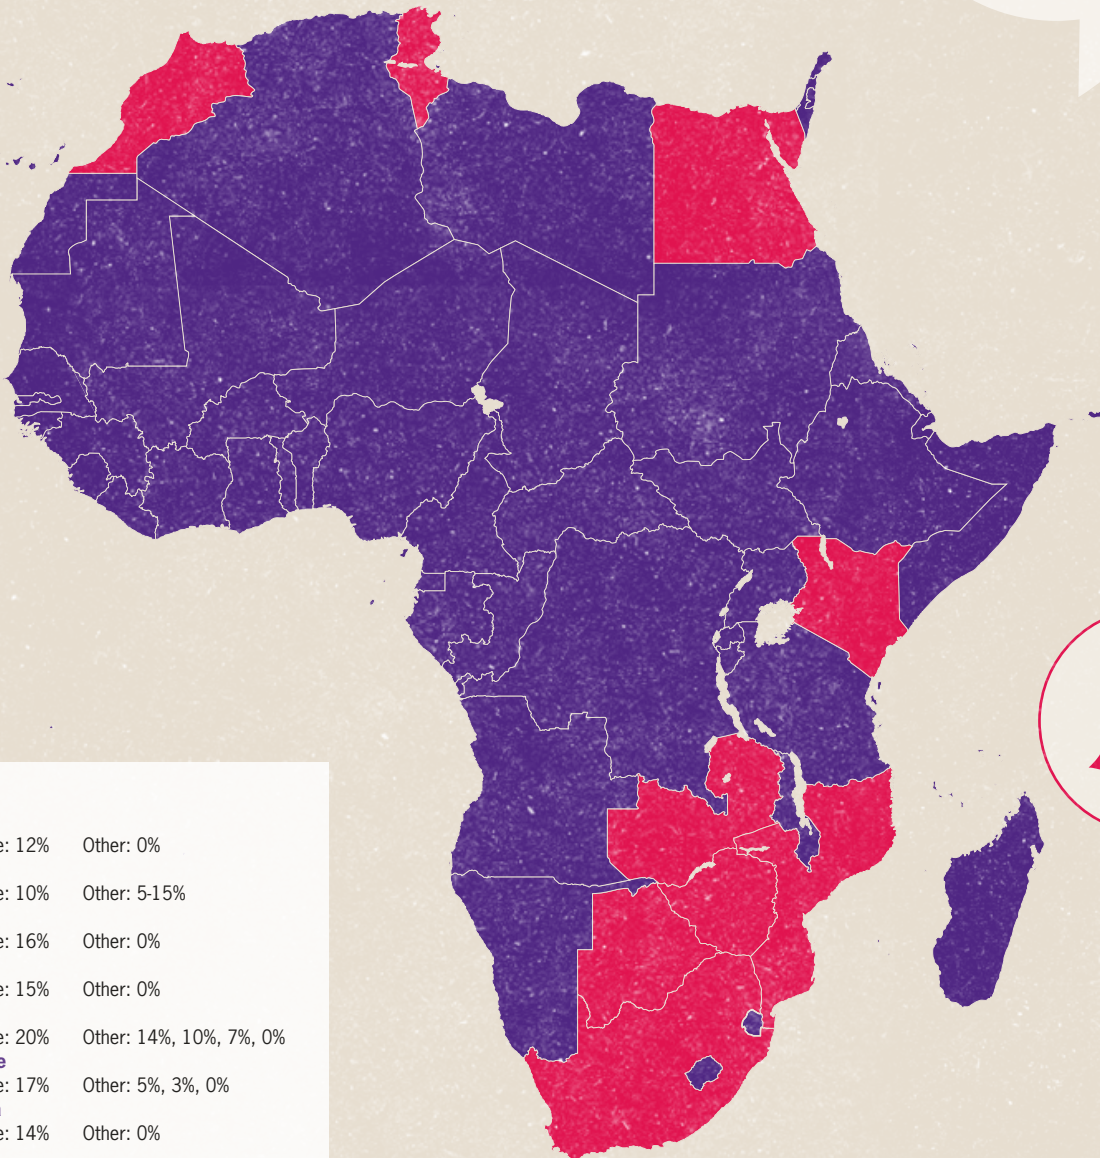 e: 12% Other: 0%
e: 10% Other: 5-15%
e: 16% Other: 0%
e: 15% Other: 0%
e: 20% Other: 14%, 10%, 7%, 0%
e
e: 17% Other: 5%, 3%, 0%
e: 14% Other: 0%